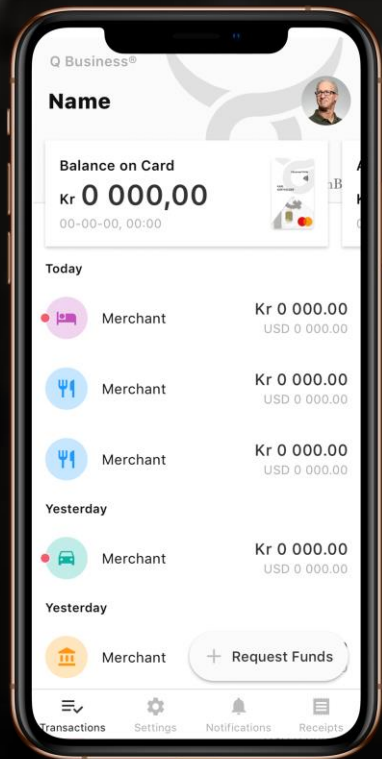 Q Business®
Name
Balance on Card
Kr 0 000,00
00-00-00, 00:00
Today
Merchant
Kr 0 000.00
USD 0 000.00
Merchant
Kr 0 000.00
USD 0 000.00
Merchant
Kr 0 000.00
USD 0 000.00
Yesterday
Merchant
Kr 0 000.00
USD 0 000.00
Yesterday
Merchant
+ Request Funds
Transactions
Settings
Notifications
Receipts